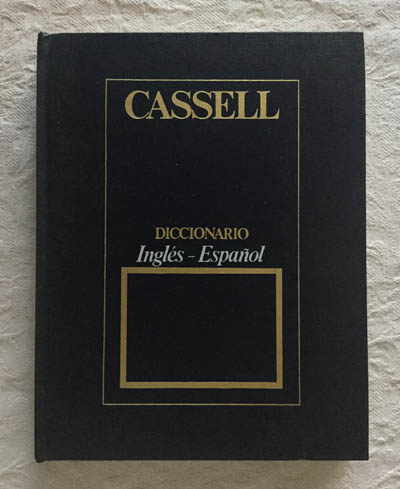 CASSELL
DICCIONARIO
Inglés - Español